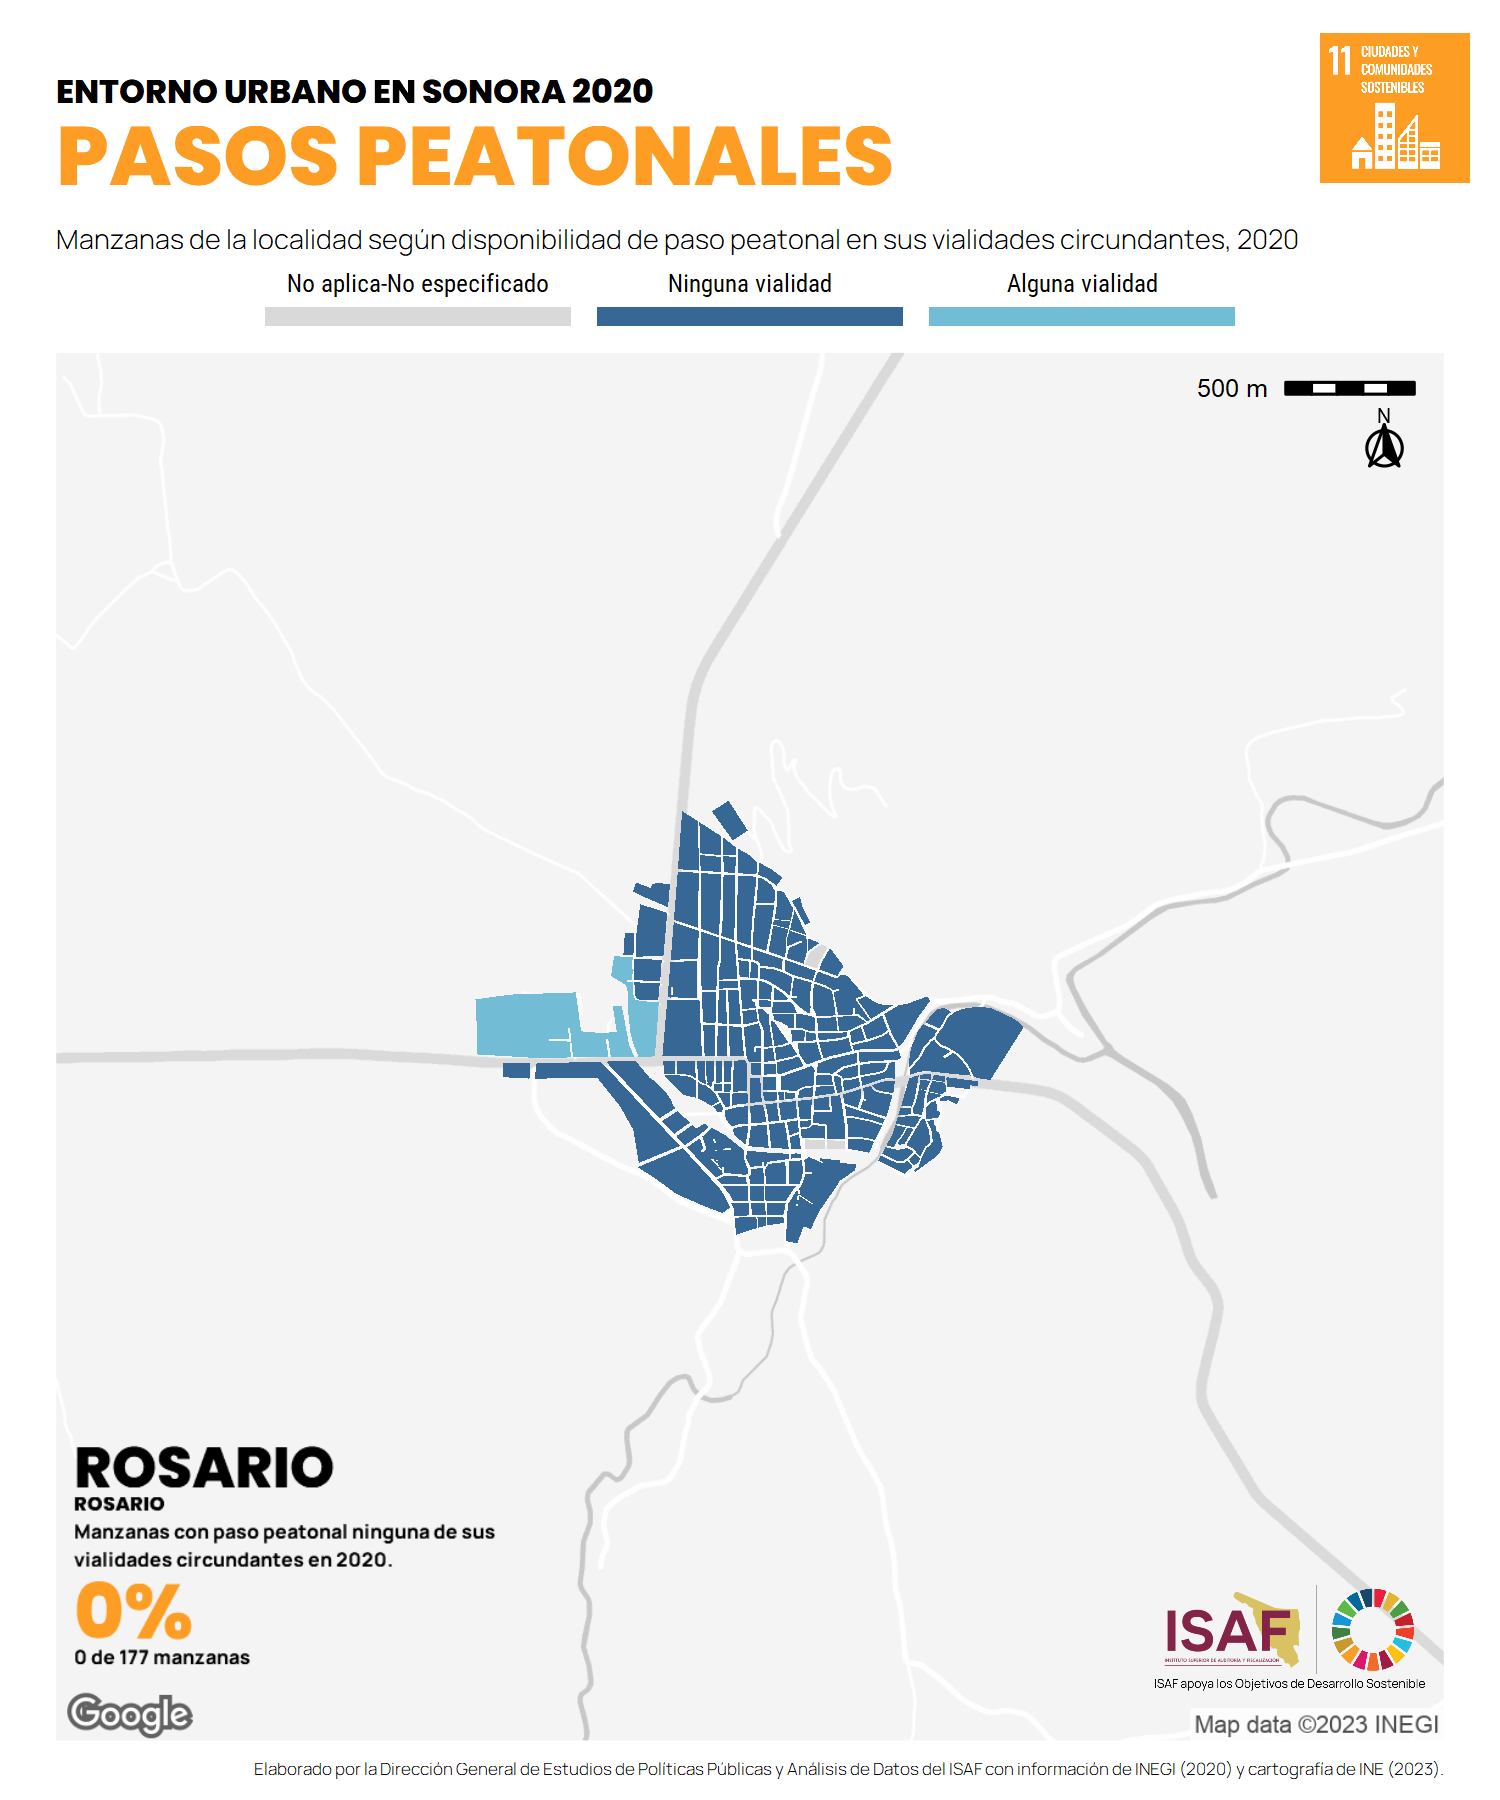 ENTORNO URBANO EN SONORA 2020
PASOS PEATONALES
11 CIUDADES Y
COMUNIDADES
SOSTENIBLES
Manzanas de la localidad según disponibilidad de paso peatonal en sus vialidades circundantes, 2020
No aplica-No especificado
Ninguna vialidad
Alguna vialidad
500 m
N
ROSARIO
ROSARIO
Manzanas con paso peatonal ninguna de sus
vialidades circundantes en 2020.
0%
0 de 177 manzanas
Google
ISAF
INSTITUTO SUPERIOR DE AUDITORÍA Y FISCALIZACIÓN
ISAF apoya los Objetivos de Desarrollo Sostenible
Map data ©2023 INEGI
Elaborado por la Dirección General de Estudios de Políticas Públicas y Análisis de Datos del ISAF con información de INEGI (2020) y cartografía de INE (2023).